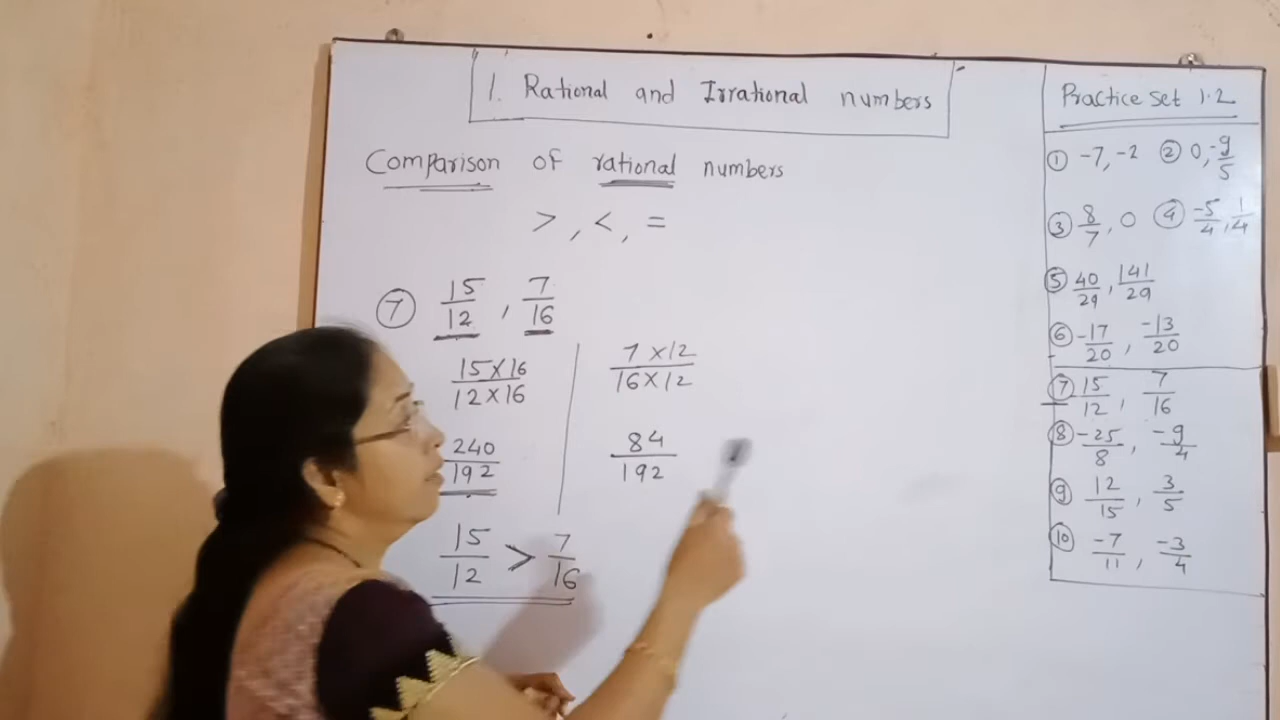 1. Rational and Irrational numbers
Comparison of rational numbers
> , < , =
⑦ 15/12 , 7/16
15×16/12×16 | 7×12/16×12
240/192 | 84/192
15/12 > 7/16
Practice Set 1.2
① -7, -2 ② 0, -9/5
③ 8/7, 0 ④ -5/4, 1/4
⑤ 40/29, 141/29
⑥ -17/20, -13/20
⑦ 15/12, 7/16
⑧ -25/8, -9/4
⑨ 12/15, 3/5
⑩ -7/11, -3/4